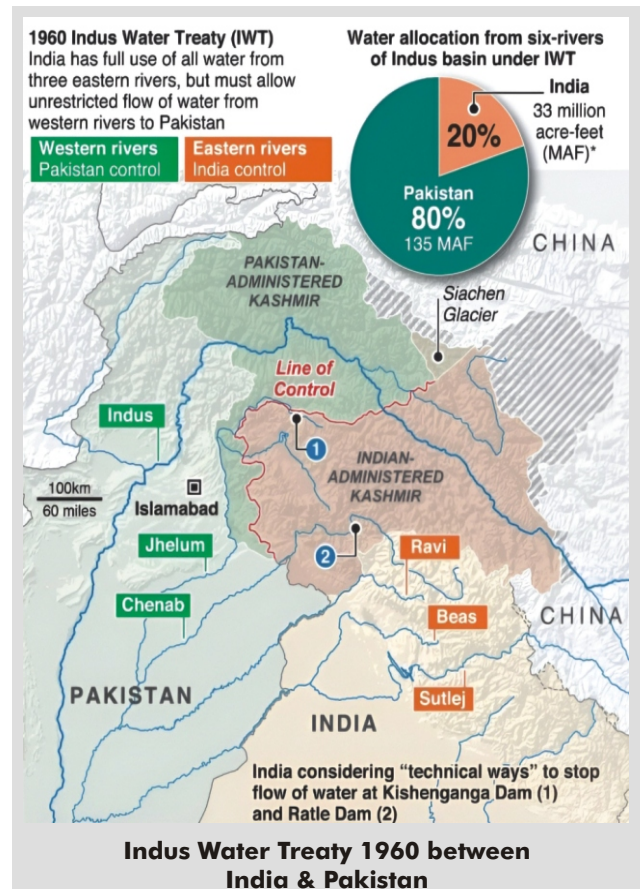 1960 Indus Water Treaty (IWT)
India has full use of all water from
three eastern rivers, but must allow
unrestricted flow of water from
western rivers to Pakistan
Western rivers
Pakistan control
Eastern rivers
India control
Water allocation from six-rivers
of Indus basin under IWT
India
33 million
acre-feet
(MAF)*
20%
Pakistan
80%
135 MAF
CHINA
PAKISTAN-
ADMINISTERED
KASHMIR
Siachen
Glacier
Line of
Control
Indus
1
INDIAN-
ADMINISTERED
KASHMIR
100km
60 miles
Islamabad
Jhelum
2
Ravi
Chenab
Beas
CHINA
PAKISTAN
Sutlej
INDIA
India considering “technical ways” to stop
flow of water at Kishenganga Dam (1)
and Ratle Dam (2)
Indus Water Treaty 1960 between
India & Pakistan